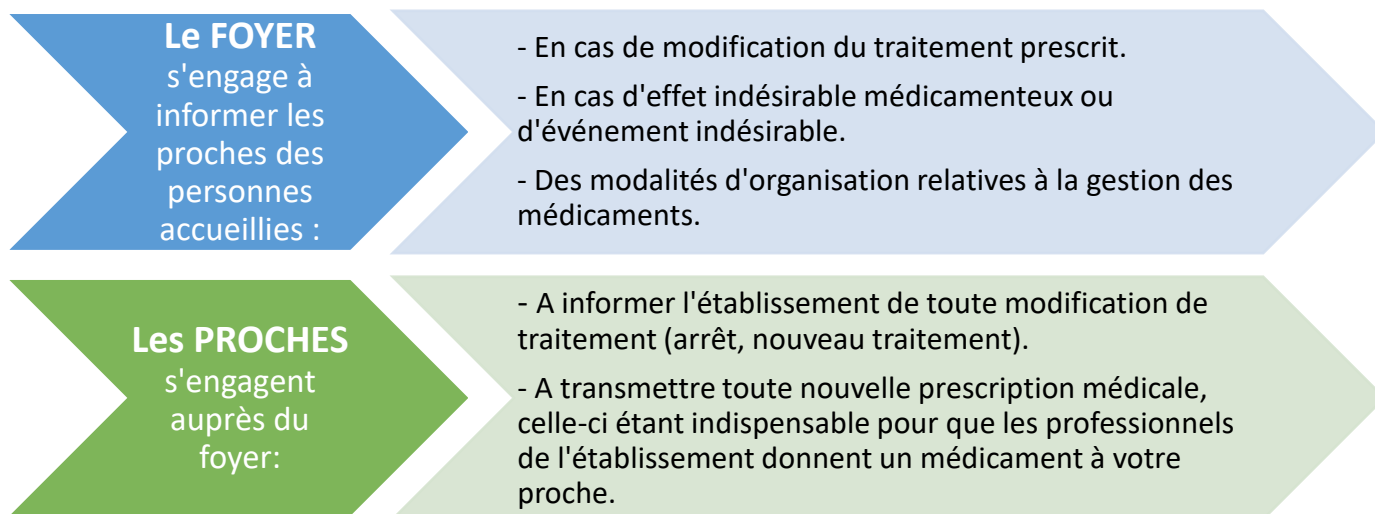 Le FOYER
s'engage à
informer les
proches des
personnes
accueillies :
- En cas de modification du traitement prescrit.
- En cas d'effet indésirable médicamenteux ou
d'événement indésirable.
- Des modalités d'organisation relatives à la gestion des
médicaments.
Les PROCHES
s'engagent
auprès du
foyer:
- A informer l'établissement de toute modification de
traitement (arrêt, nouveau traitement).
- A transmettre toute nouvelle prescription médicale,
celle-ci étant indispensable pour que les professionnels
de l'établissement donnent un médicament à votre
proche.